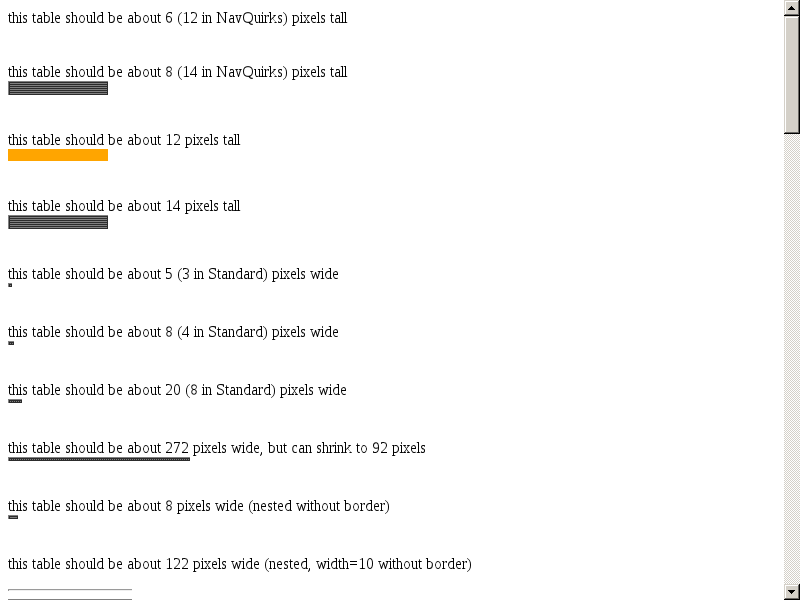 this table should be about 6 (12 in NavQuirks) pixels tall
this table should be about 8 (14 in NavQuirks) pixels tall
this table should be about 12 pixels tall
this table should be about 14 pixels tall
this table should be about 5 (3 in Standard) pixels wide
this table should be about 8 (4 in Standard) pixels wide
this table should be about 20 (8 in Standard) pixels wide
this table should be about 272 pixels wide, but can shrink to 92 pixels
this table should be about 8 pixels wide (nested without border)
this table should be about 122 pixels wide (nested, width=10 without border)